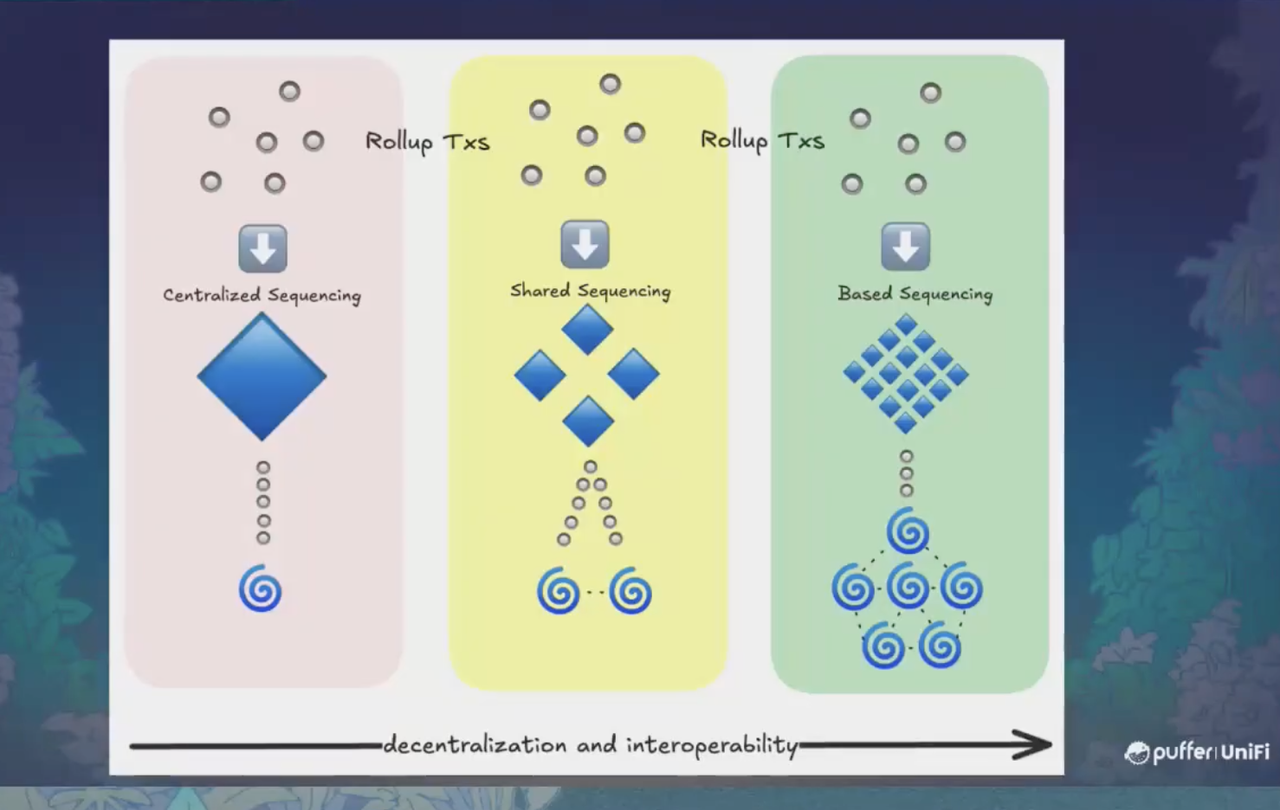 Rollup Txs
Rollup Txs
Centralized Sequencing
Shared Sequencing
Based Sequencing
decentralization and interoperability
puffer UniFi